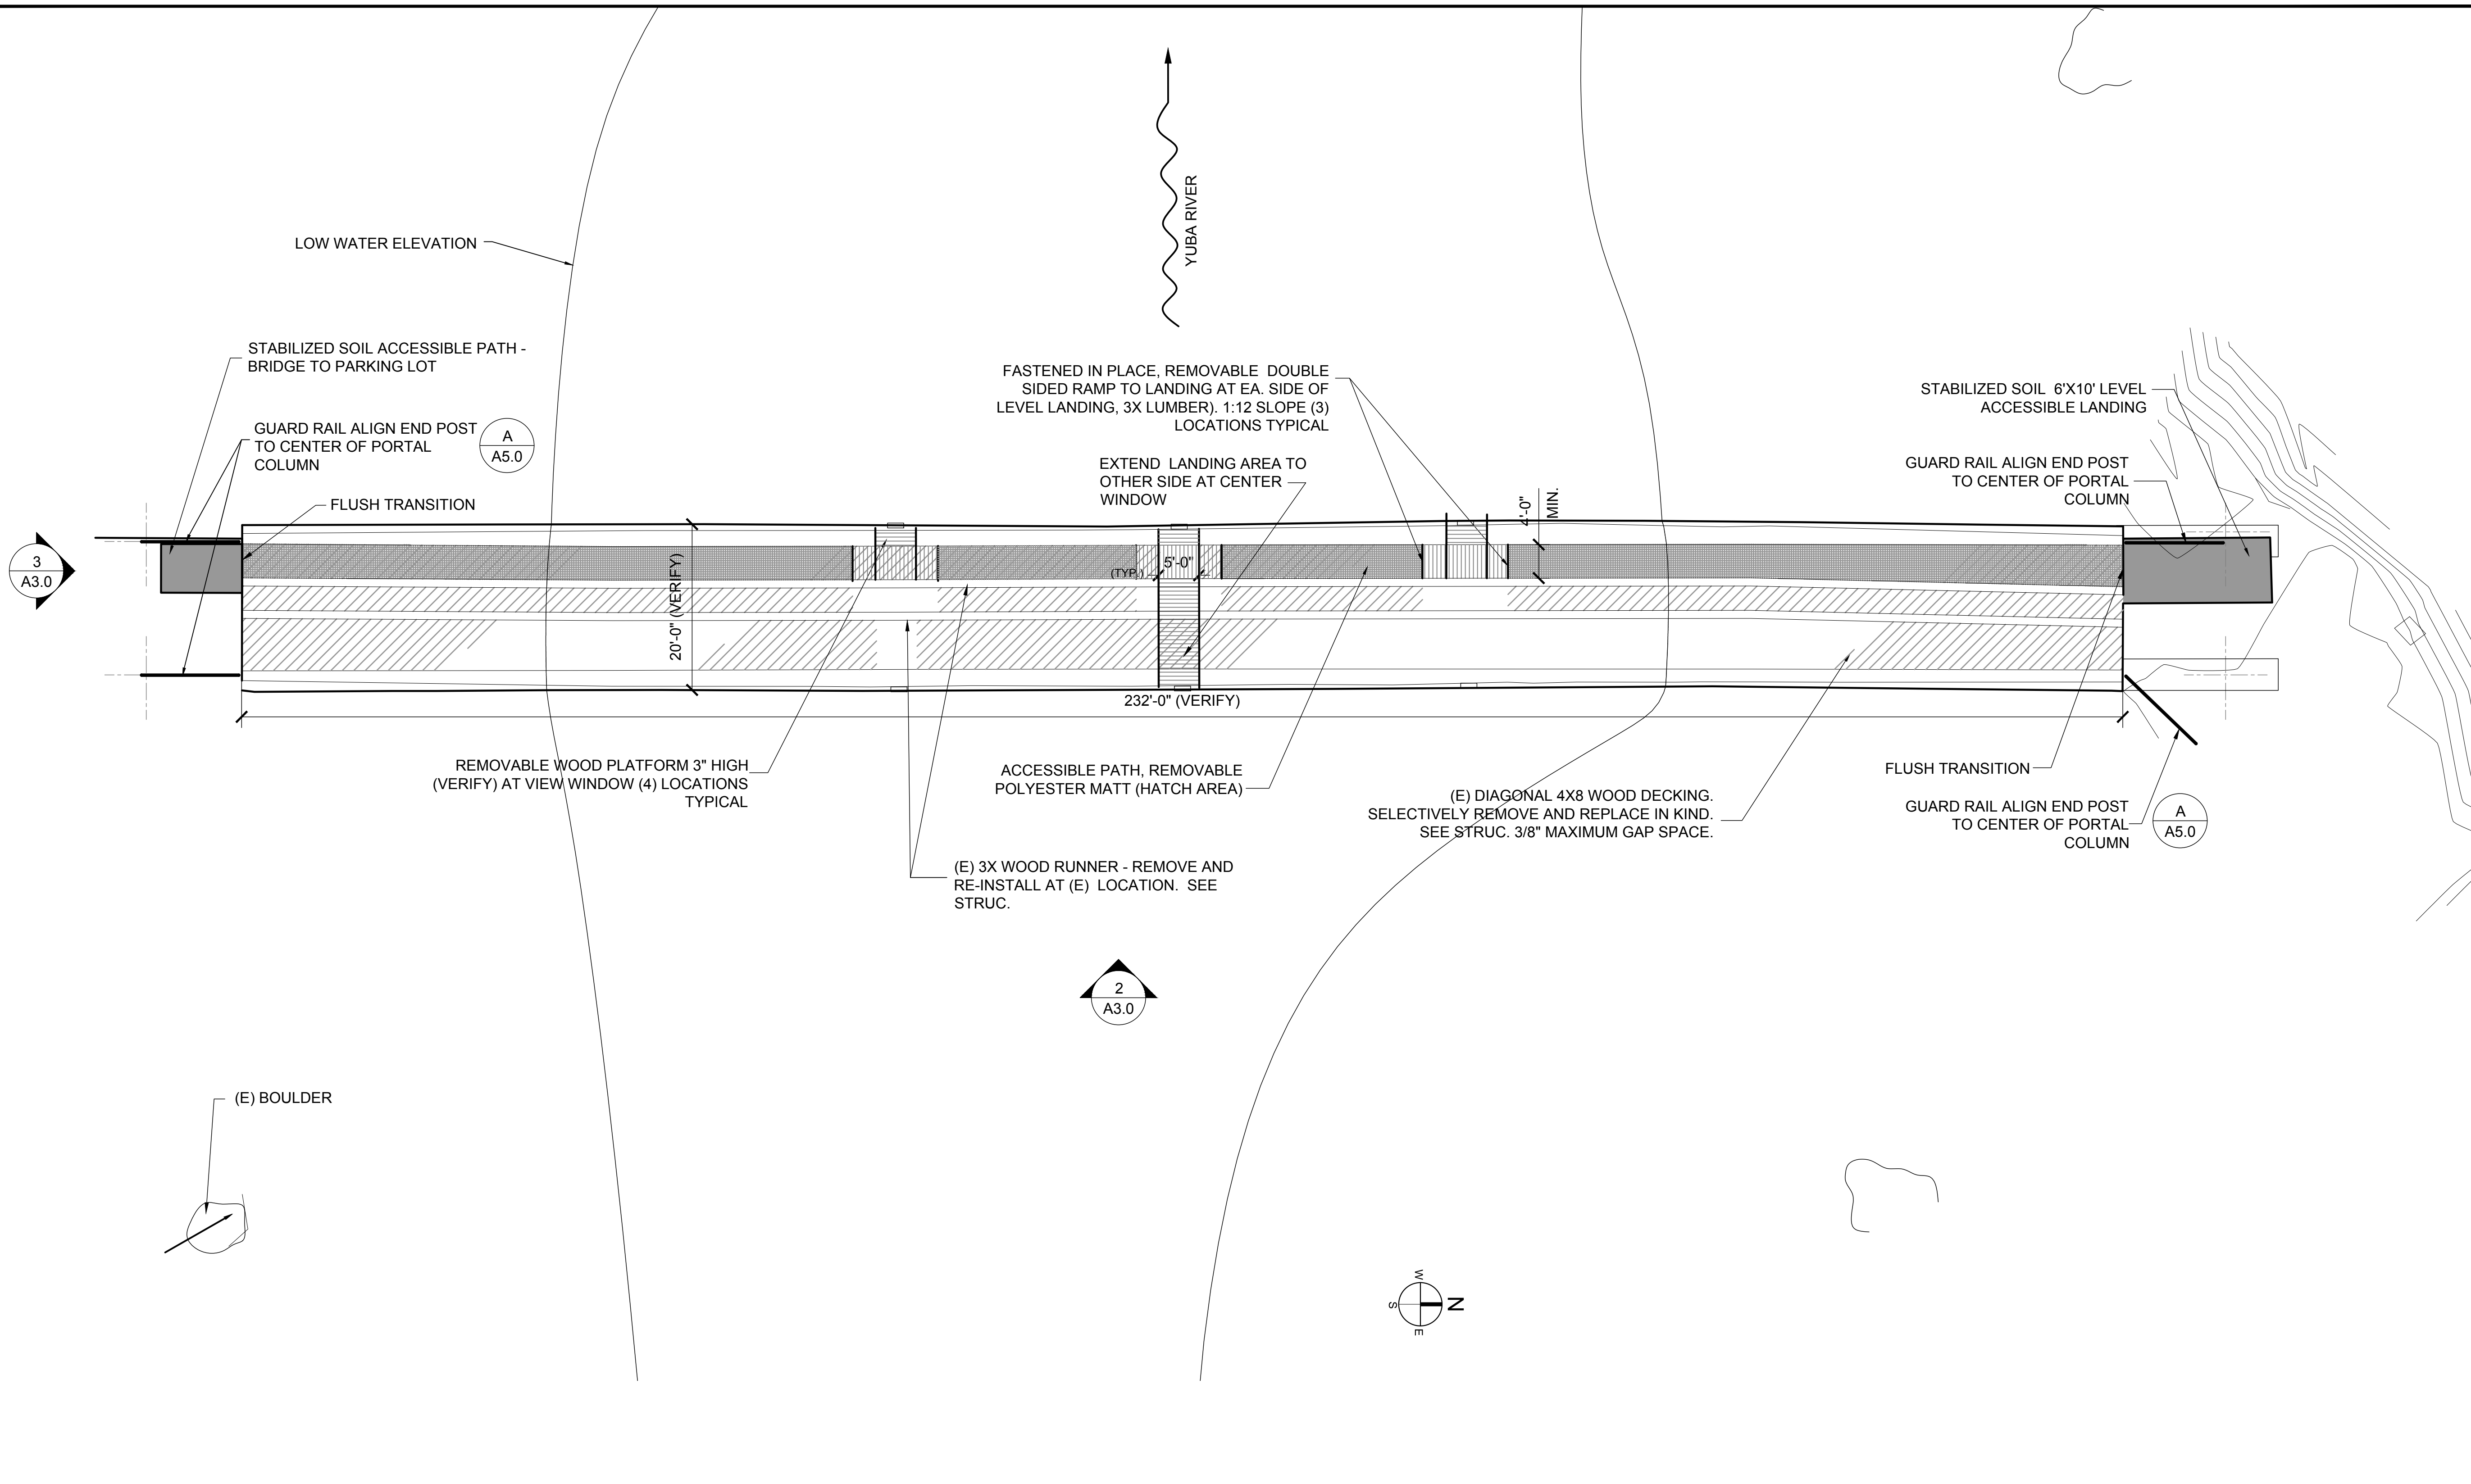 YUBA RIVER
LOW WATER ELEVATION
STABILIZED SOIL ACCESSIBLE PATH -
BRIDGE TO PARKING LOT
GUARD RAIL ALIGN END POST
TO CENTER OF PORTAL
COLUMN
A
A5.0
FLUSH TRANSITION
3
A3.0
FASTENED IN PLACE, REMOVABLE  DOUBLE
SIDED RAMP TO LANDING AT EA. SIDE OF
LEVEL LANDING, 3X LUMBER). 1:12 SLOPE (3)
LOCATIONS TYPICAL
EXTEND  LANDING AREA TO
OTHER SIDE AT CENTER
WINDOW
4'-0"
MIN.
STABILIZED SOIL  6'X10' LEVEL
ACCESSIBLE LANDING
GUARD RAIL ALIGN END POST
TO CENTER OF PORTAL
COLUMN
20'-0" (VERIFY)
(TYP.)
5'-0"
232'-0" (VERIFY)
REMOVABLE WOOD PLATFORM 3" HIGH
(VERIFY) AT VIEW WINDOW (4) LOCATIONS
TYPICAL
ACCESSIBLE PATH, REMOVABLE
POLYESTER MATT (HATCH AREA)
(E) DIAGONAL 4X8 WOOD DECKING.
SELECTIVELY REMOVE AND REPLACE IN KIND.
SEE STRUC. 3/8" MAXIMUM GAP SPACE.
FLUSH TRANSITION
GUARD RAIL ALIGN END POST
TO CENTER OF PORTAL
COLUMN
A
A5.0
(E) 3X WOOD RUNNER - REMOVE AND
RE-INSTALL AT (E)  LOCATION.  SEE
STRUC.
2
A3.0
(E) BOULDER
W
S
N
E